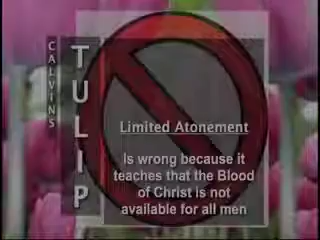 CALVINS
TULIP
Limited Atonement
Is wrong because it
teaches that the Blood
of Christ is not
available for all men